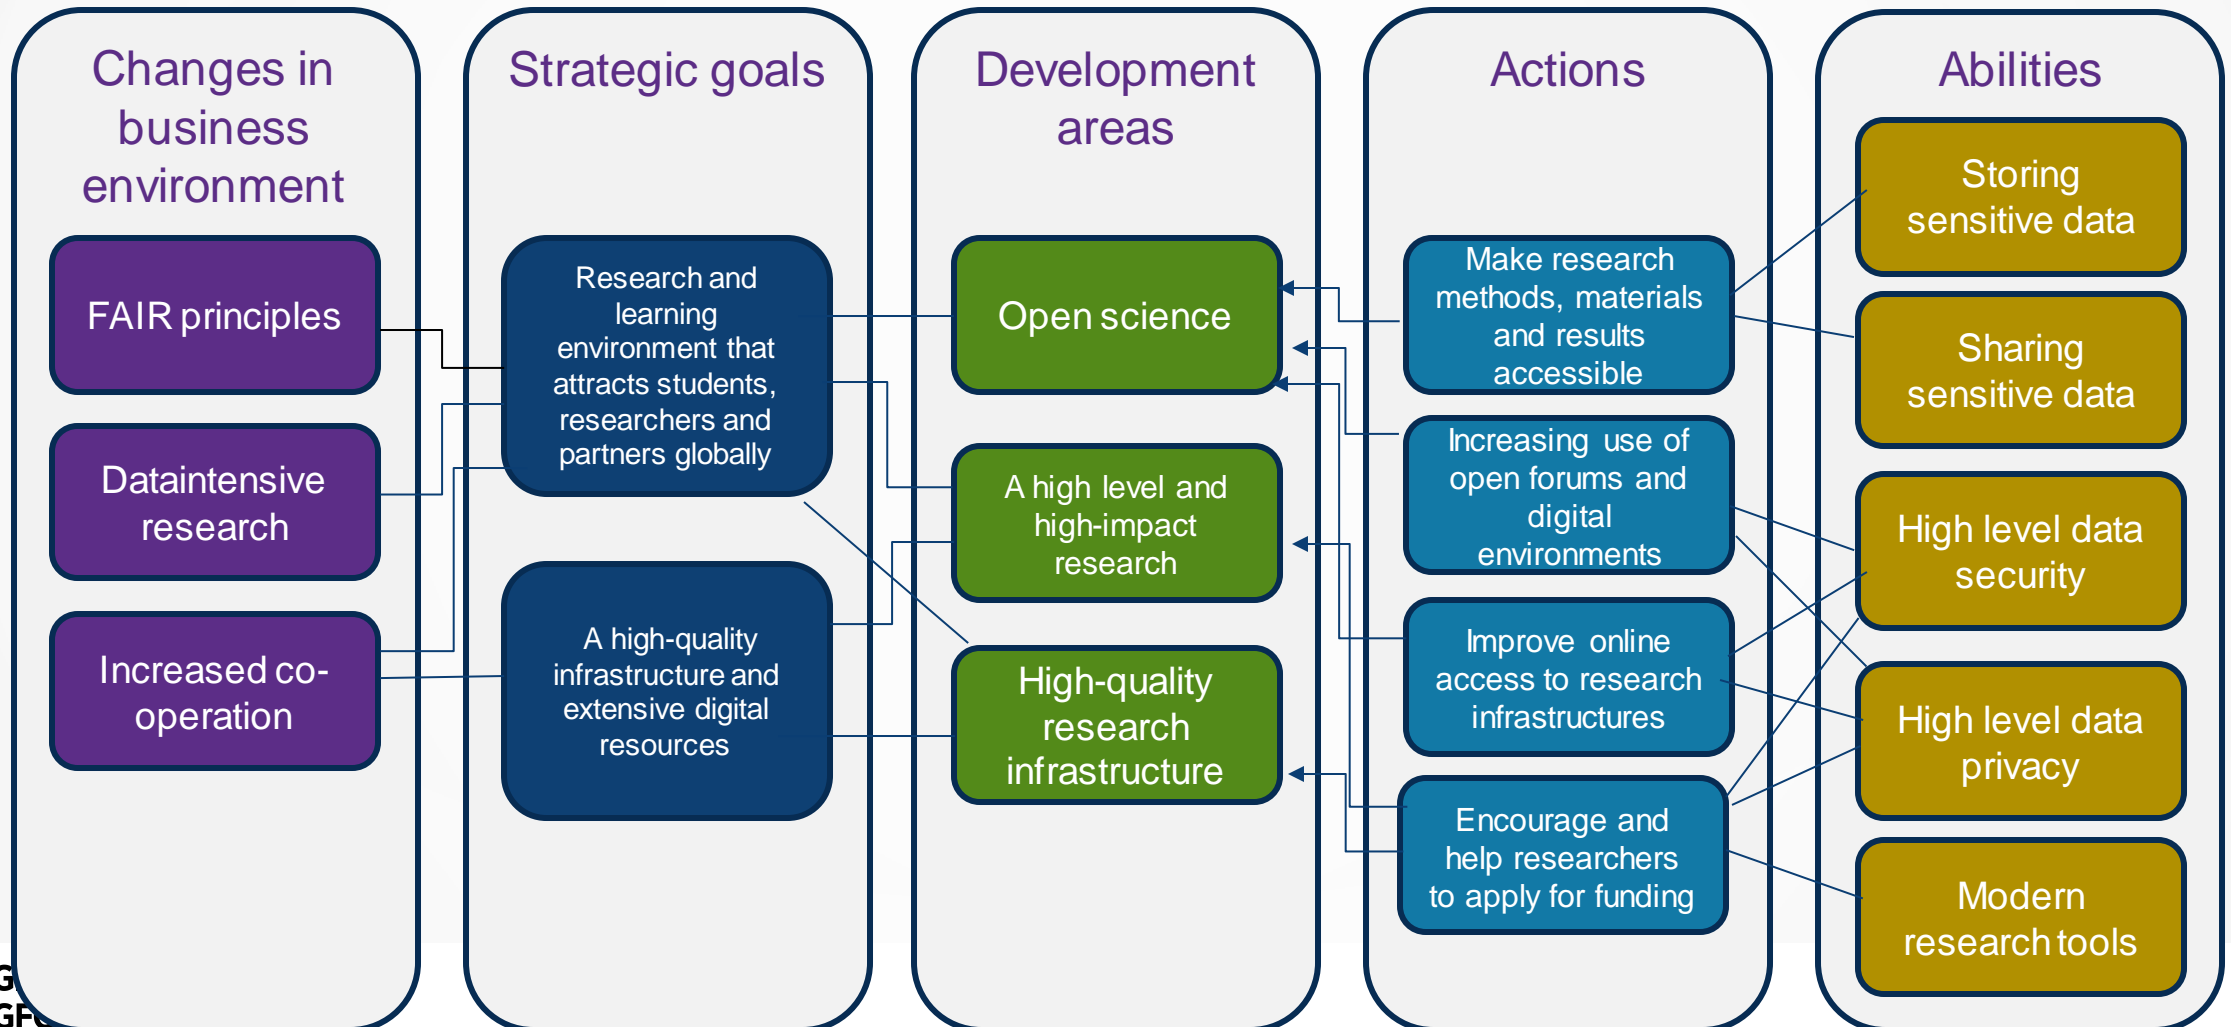 Changes in
business
environment
FAIR principles
Dataintensive
research
Increased co-
operation
Strategic goals
Research and
learning
environment that
attracts students,
researchers and
partners globally
A high-quality
infrastructure and
extensive digital
resources
Development
areas
Open science
A high level and
high-impact
research
High-quality
research
infrastructure
Actions
Make research
methods, materials
and results
accessible
Increasing use of
open forums and
digital
environments
Improve online
access to research
infrastructures
Encourage and
help researchers
to apply for funding
Abilities
Storing
sensitive data
Sharing
sensitive data
High level data
security
High level data
privacy
Modern
research tools